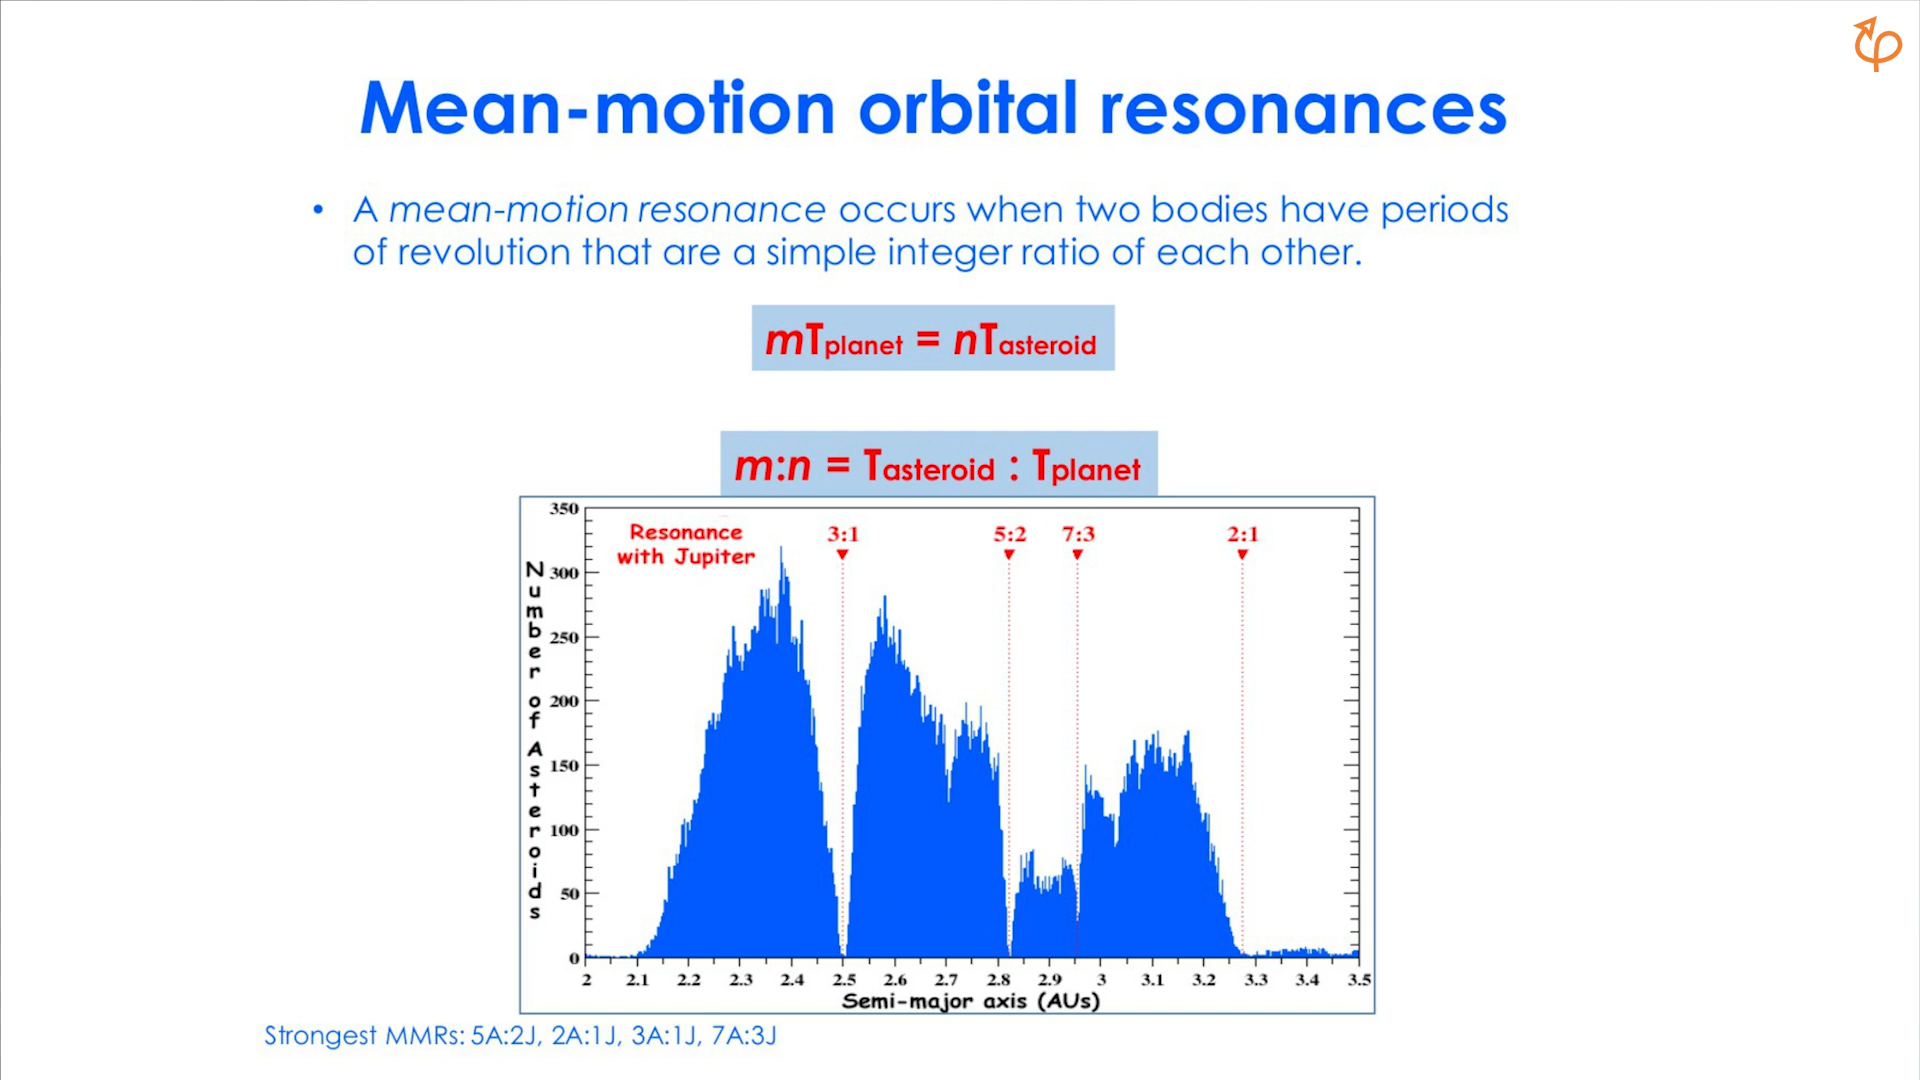 Mean-motion orbital resonances
• A mean-motion resonance occurs when two bodies have periods
of revolution that are a simple integer ratio of each other.
mTplanet = nTasteroid
m:n = Tasteroid : Tplanet
Resonance
with Jupiter
3:1
5:2
7:3
2:1
Number of Asteroids
350
300
250
200
150
100
50
0
2 2.1 2.2 2.3 2.4 2.5 2.6 2.7 2.8 2.9 3 3.1 3.2 3.3 3.4 3.5
Semi-major axis (AUs)
Strongest MMRs: 5A:2J, 2A:1J, 3A:1J, 7A:3J